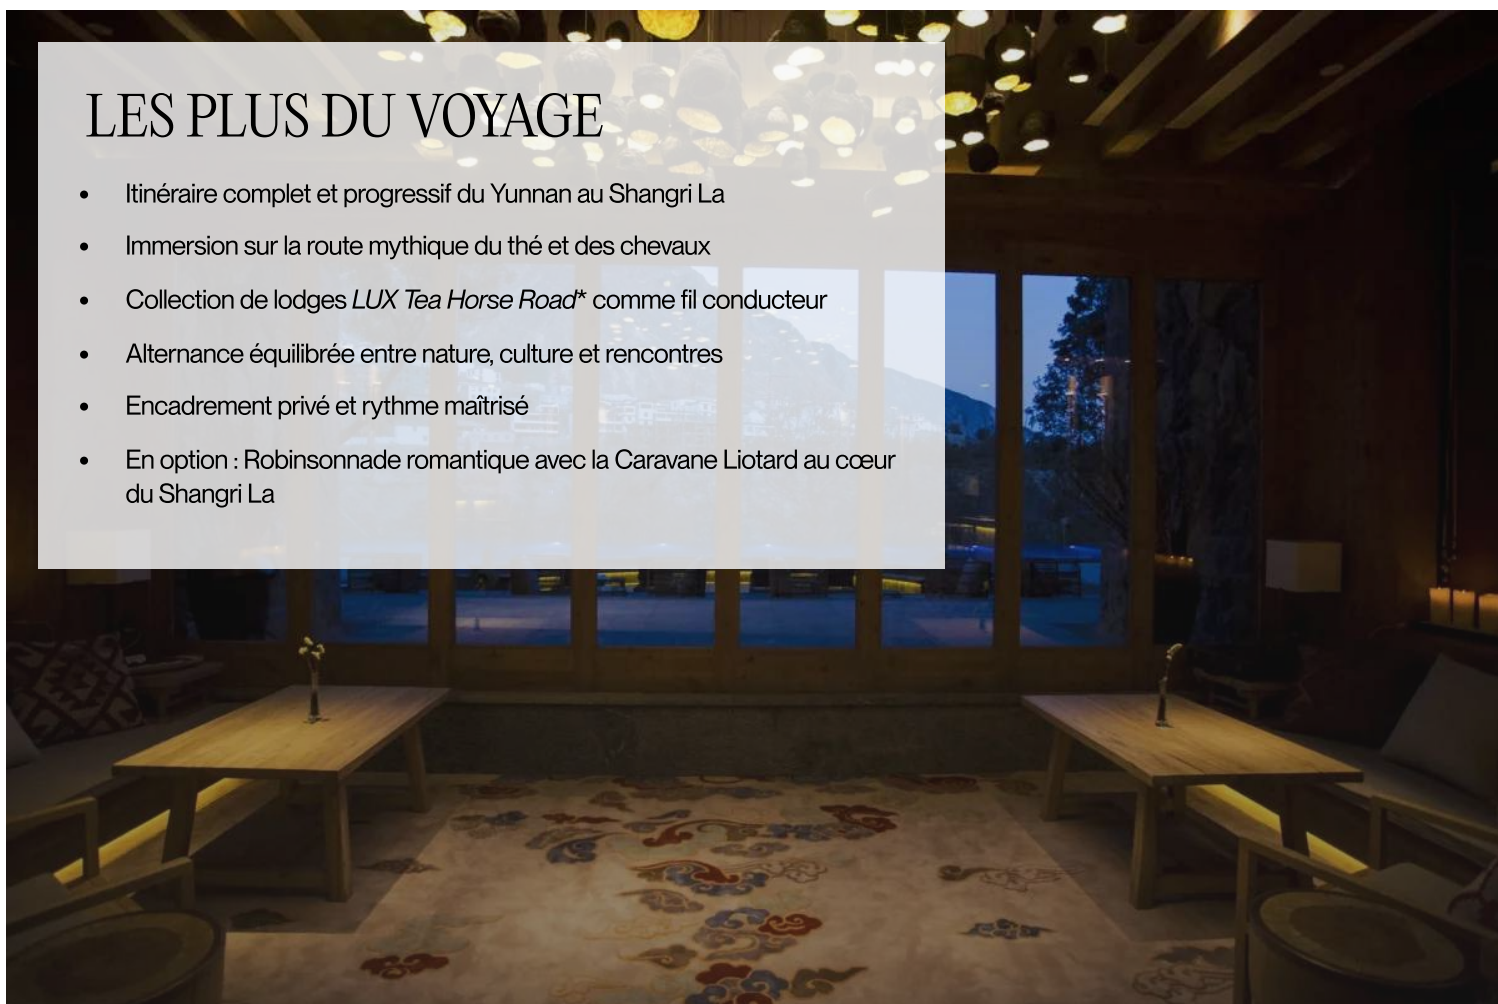 LES PLUS DU VOYAGE
• Itinéraire complet et progressif du Yunnan au Shangri La
• Immersion sur la route mythique du thé et des chevaux
• Collection de lodges LUX Tea Horse Road* comme fil conducteur
• Alternance équilibrée entre nature, culture et rencontres
• Encadrement privé et rythme maîtrisé
• En option : Robinsonnade romantique avec la Caravane Liotard au cœur
du Shangri La